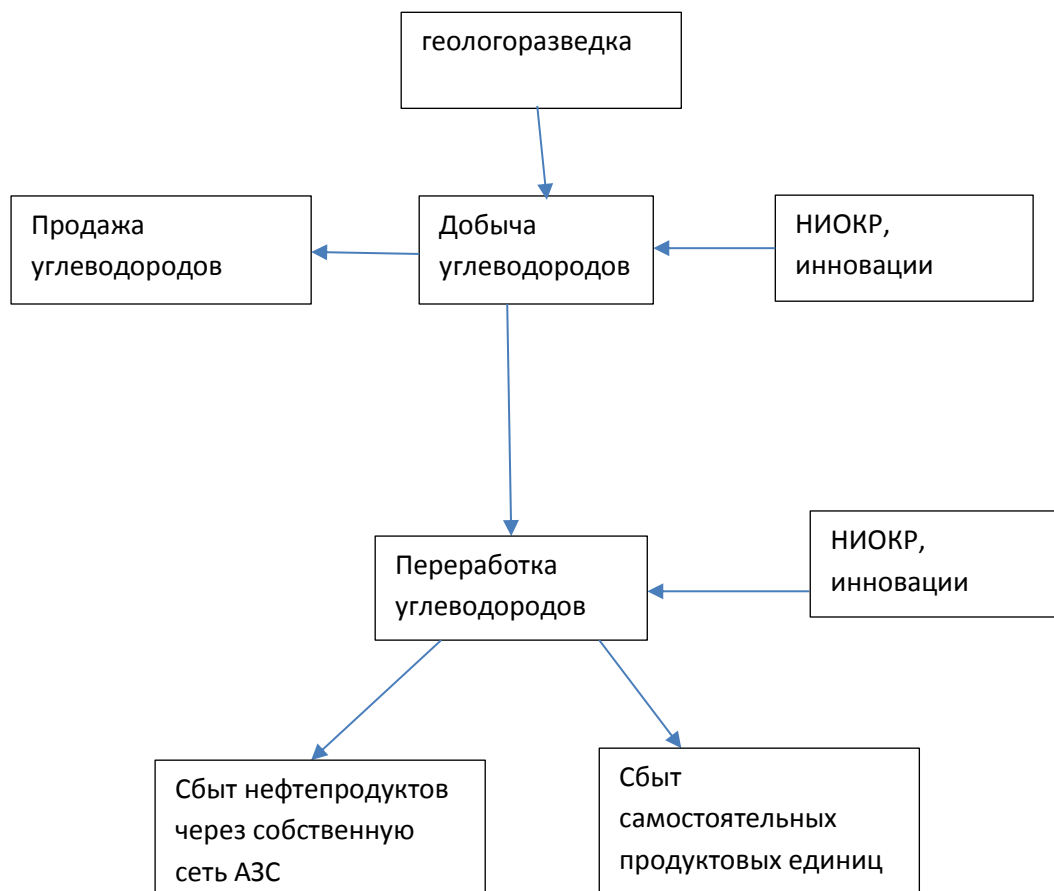 геологоразведка
Продажа
углеводородов
Добыча
углеводородов
НИОКР,
инновации
Переработка
углеводородов
НИОКР,
инновации
Сбыт нефтепродуктов
через собственную
сеть АЗС
Сбыт
самостоятельных
продуктовых единиц